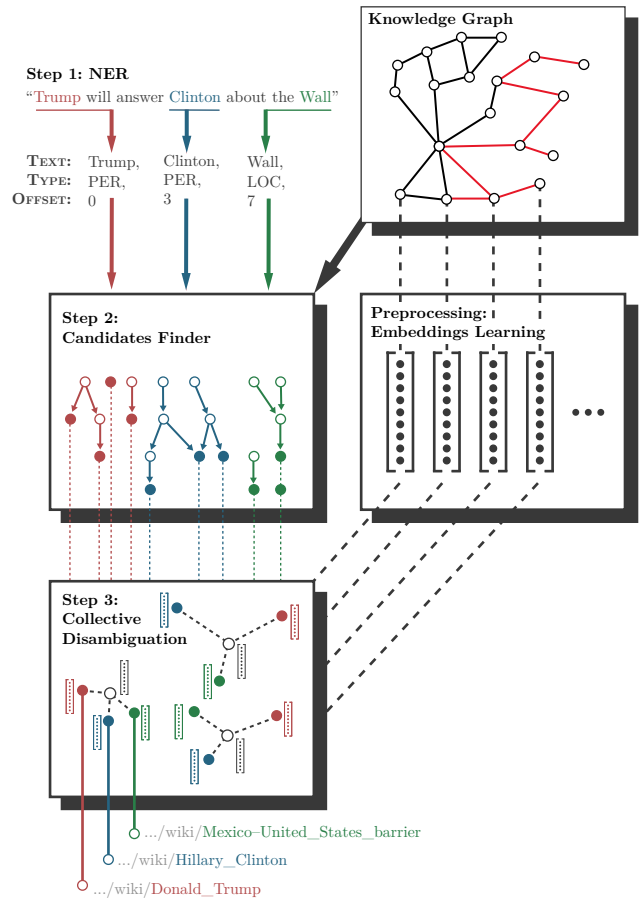 Knowledge Graph
Step 1: NER
“Trump will answer Clinton about the Wall”
Text: Trump, Clinton, Wall,
Type: PER, PER, LOC,
Offset: 0 3 7
Step 2:
Candidates Finder
Preprocessing:
Embeddings Learning
Step 3:
Collective
Disambiguation
.../wiki/Mexico–United_States_barrier
.../wiki/Hillary_Clinton
.../wiki/Donald_Trump